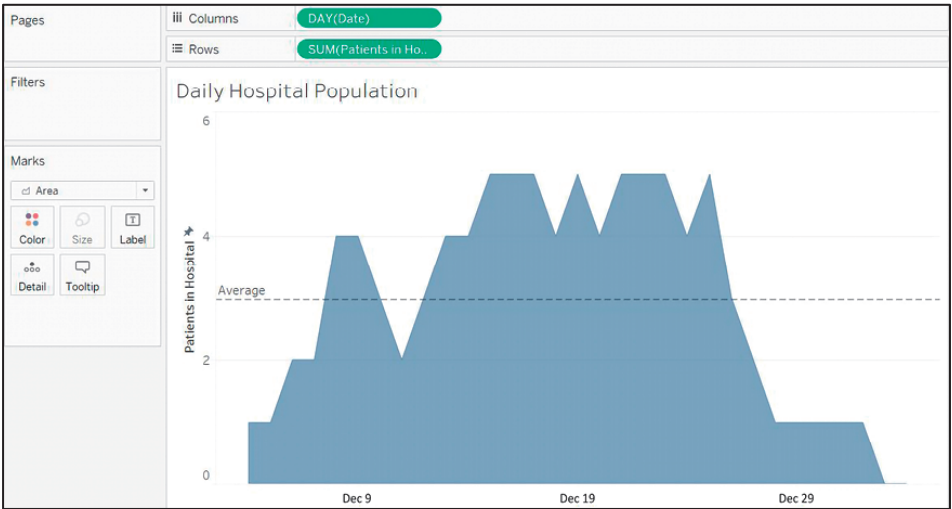 Pages
Columns DAY(Date)
Rows SUM(Patients in Ho..
Filters
Marks
Area
Color Size Label
Detail Tooltip
Daily Hospital Population
Patients in Hospital
6
4
Average
2
0
Dec 9 Dec 19 Dec 29